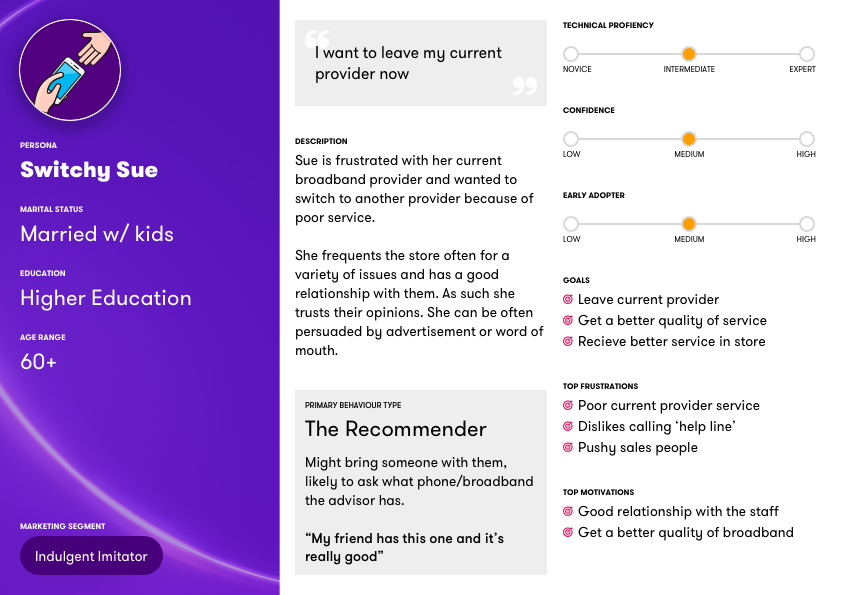 PERSONA
Switchy Sue
MARITAL STATUS
Married w/ kids
EDUCATION
Higher Education
AGE RANGE
60+
MARKETING SEGMENT
Indulgent Imitator
“
I want to leave my current
provider now
”
DESCRIPTION
Sue is frustrated with her current
broadband provider and wanted to
switch to another provider because of
poor service.
She frequents the store often for a
variety of issues and has a good
relationship with them. As such she
trusts their opinions. She can be often
persuaded by advertisement or word of
mouth.
PRIMARY BEHAVIOUR TYPE
The Recommender
Might bring someone with them,
likely to ask what phone/broadband
the advisor has.
“My friend has this one and it’s
really good”
TECHNICAL PROFIENCY
NOVICE INTERMEDIATE EXPERT
CONFIDENCE
LOW MEDIUM HIGH
EARLY ADOPTER
LOW MEDIUM HIGH
GOALS
Leave current provider
Get a better quality of service
Recieve better service in store
TOP FRUSTRATIONS
Poor current provider service
Dislikes calling ‘help line’
Pushy sales people
TOP MOTIVATIONS
Good relationship with the staff
Get a better quality of broadband